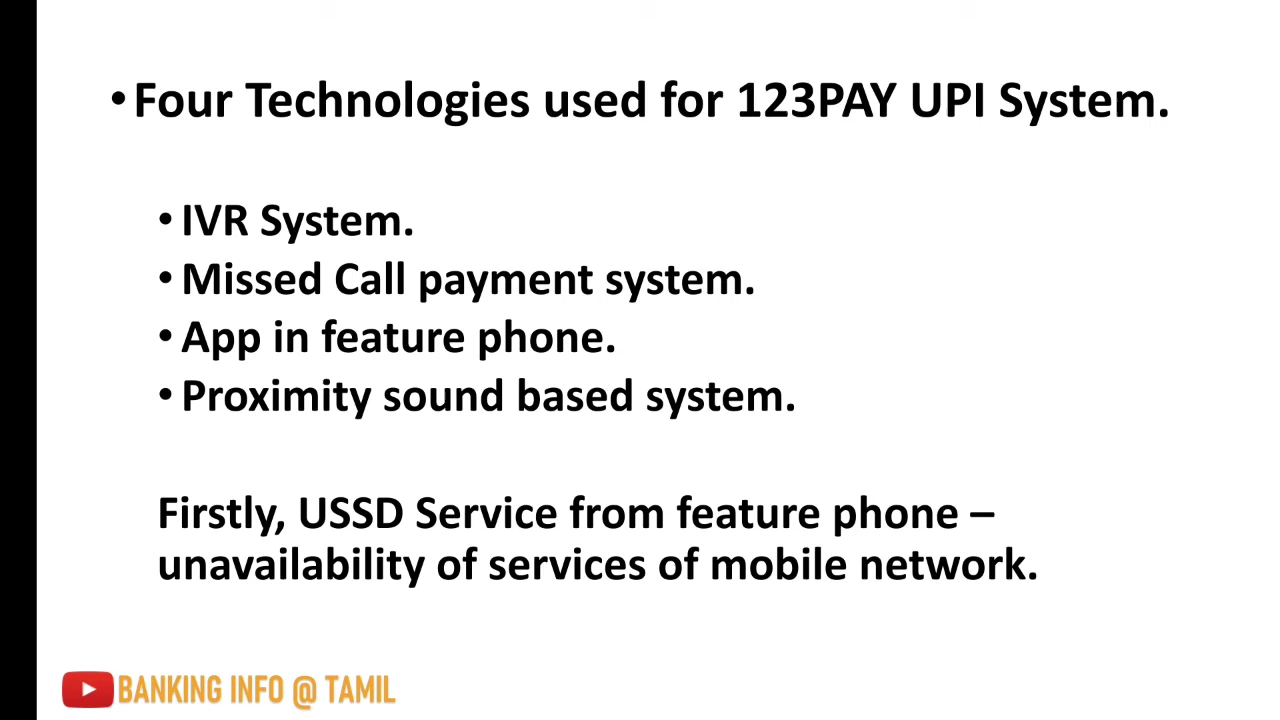 •Four Technologies used for 123PAY UPI System.
•IVR System.
•Missed Call payment system.
•App in feature phone.
•Proximity sound based system.
Firstly, USSD Service from feature phone –
unavailability of services of mobile network.
BANKING INFO @ TAMIL